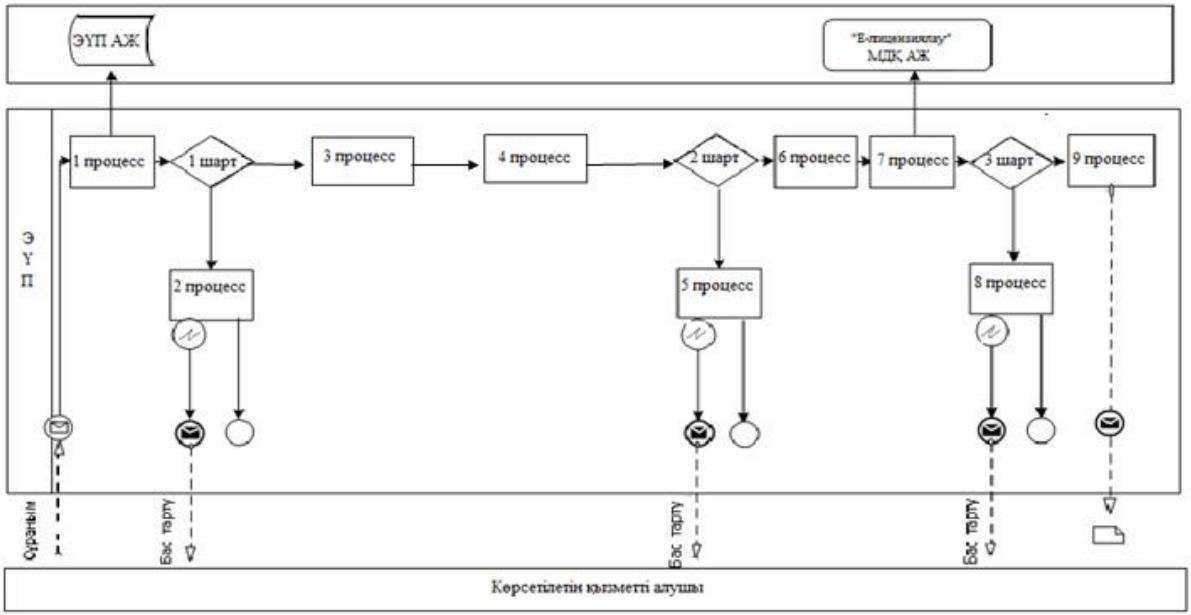 ЭҮП АЖ
"Е-лицензиялау"
МДҚ АЖ
1 процесс
1 шарт
3 процесс
4 процесс
2 шарт
6 процесс
7 процесс
3 шарт
9 процесс
Э
Ү
П
2 процесс
5 процесс
8 процесс
Сұраным
Бас тарту
Бас тарту
Бас тарту
Көрсетілетін қызметті алушы